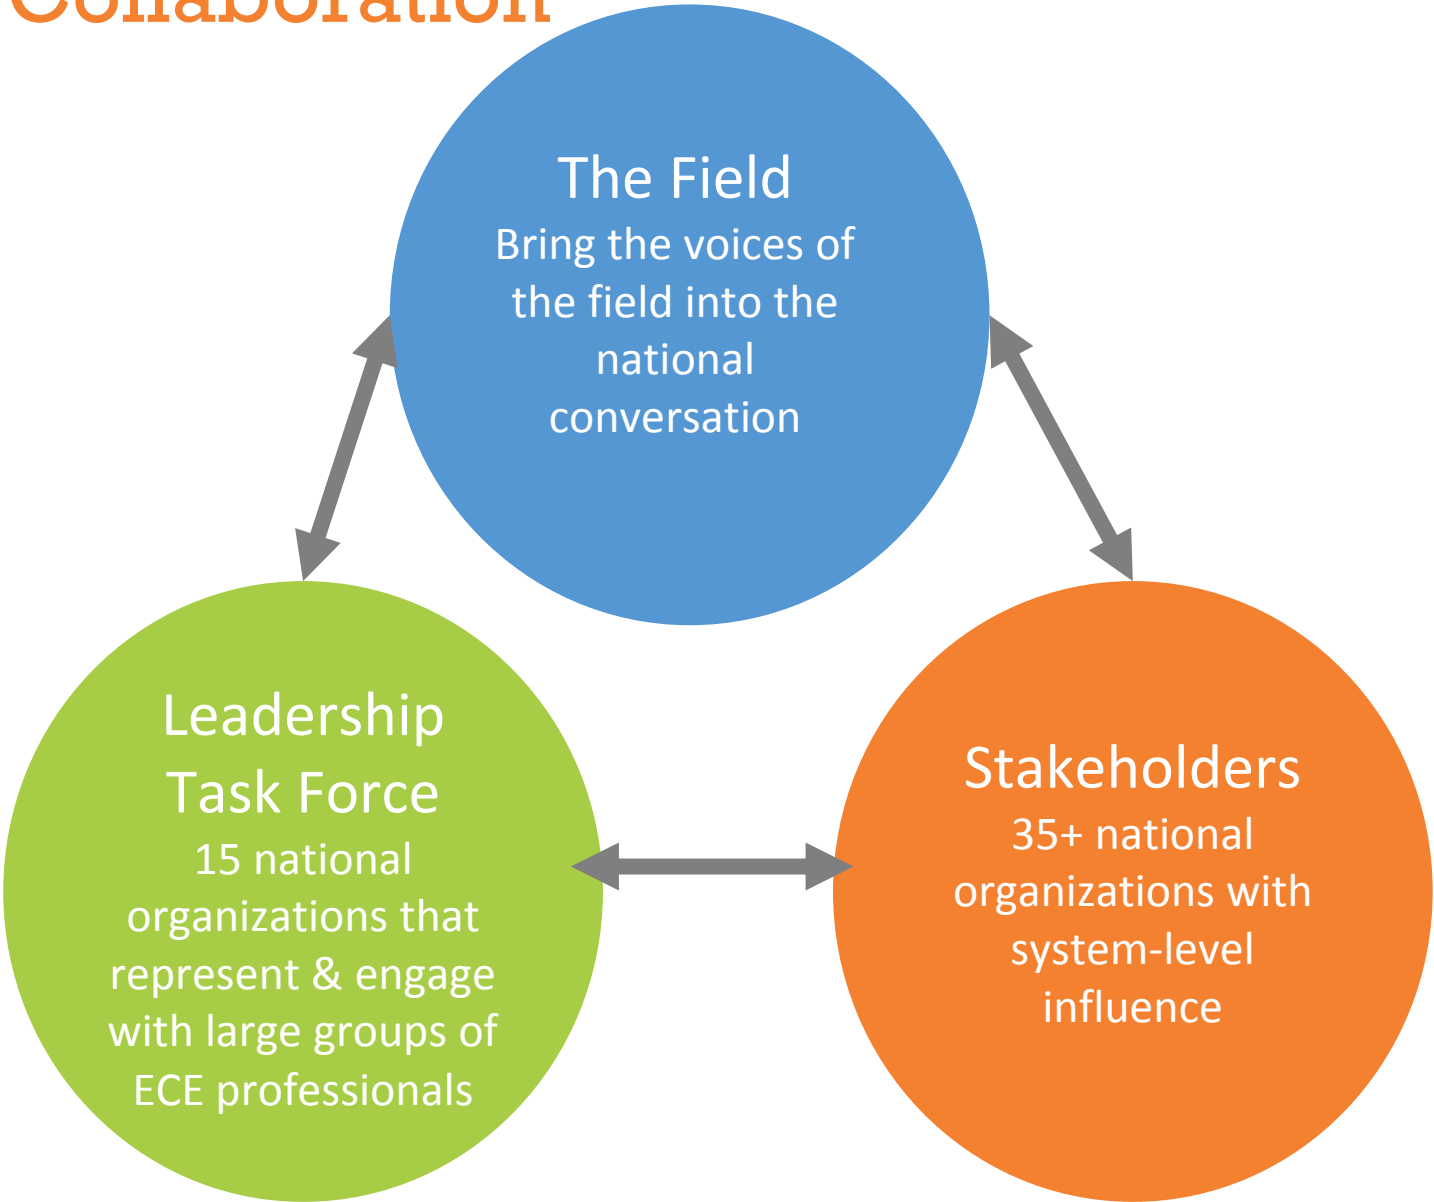 Collaboration
The Field
Bring the voices of
the field into the
national
conversation
Leadership
Task Force
15 national
organizations that
represent & engage
with large groups of
ECE professionals
Stakeholders
35+ national
organizations with
system-level
influence